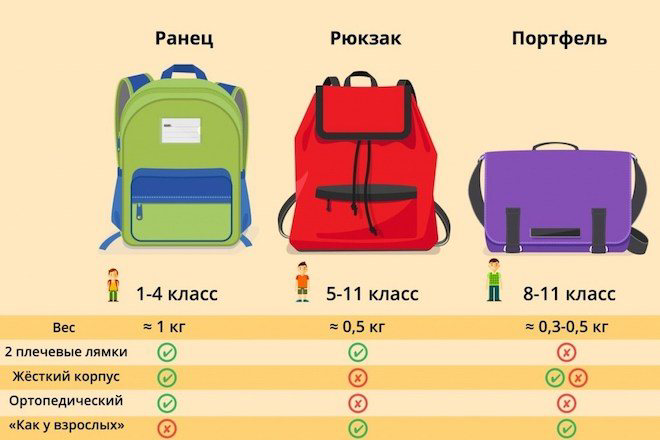 Ранец Рюкзак Портфель
1-4 класс 5-11 класс 8-11 класс
Вес ≈ 1 кг ≈ 0,5 кг ≈ 0,3-0,5 кг
2 плечевые лямки
Жёсткий корпус
Ортопедический
«Как у взрослых»